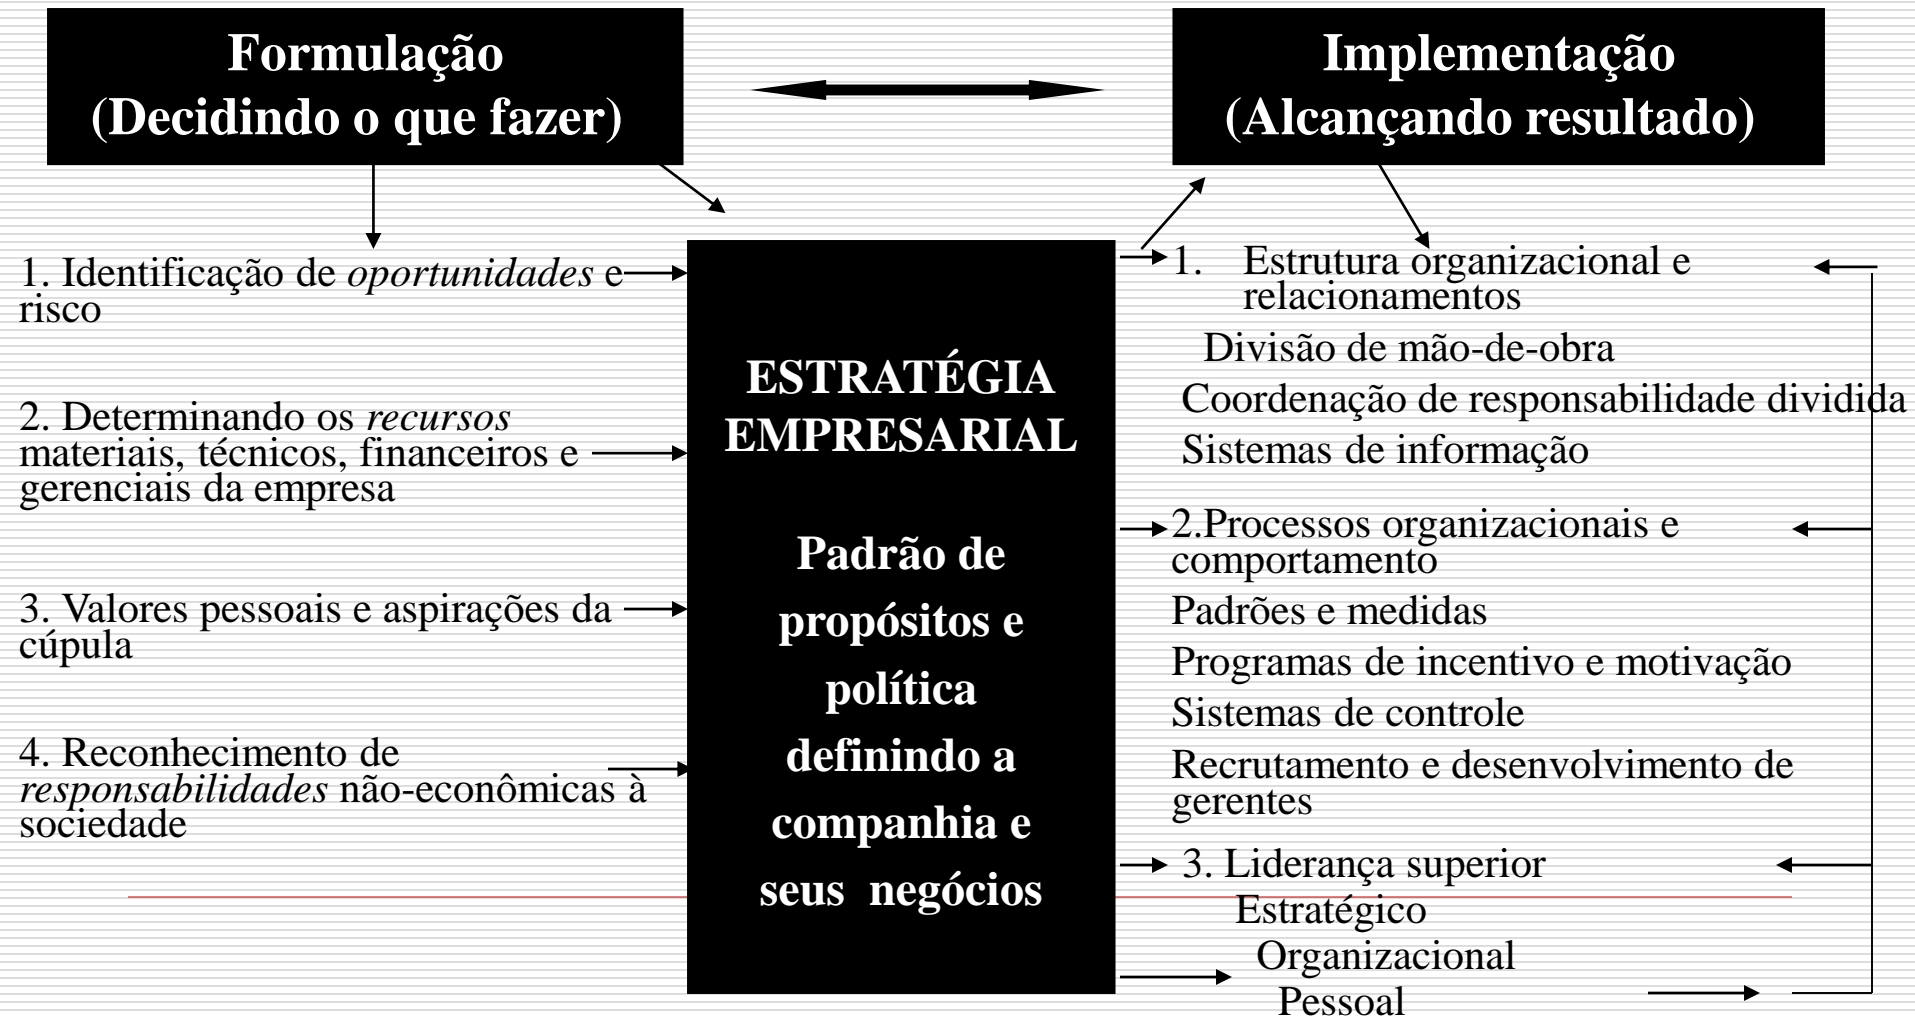 Formulação
(Decidindo o que fazer)
Implementação
(Alcançando resultado)
1. Identificação de oportunidades e
risco
2. Determinando os recursos
materiais, técnicos, financeiros e
gerenciais da empresa
3. Valores pessoais e aspirações da
cúpula
4. Reconhecimento de
responsabilidades não-econômicas à
sociedade
ESTRATÉGIA
EMPRESARIAL
Padrão de
propósitos e
política
definindo a
companhia e
seus negócios
1. Estrutura organizacional e
relacionamentos
Divisão de mão-de-obra
Coordenação de responsabilidade dividida
Sistemas de informação
2.Processos organizacionais e
comportamento
Padrões e medidas
Programas de incentivo e motivação
Sistemas de controle
Recrutamento e desenvolvimento de
gerentes
3. Liderança superior
Estratégico
Organizacional
Pessoal